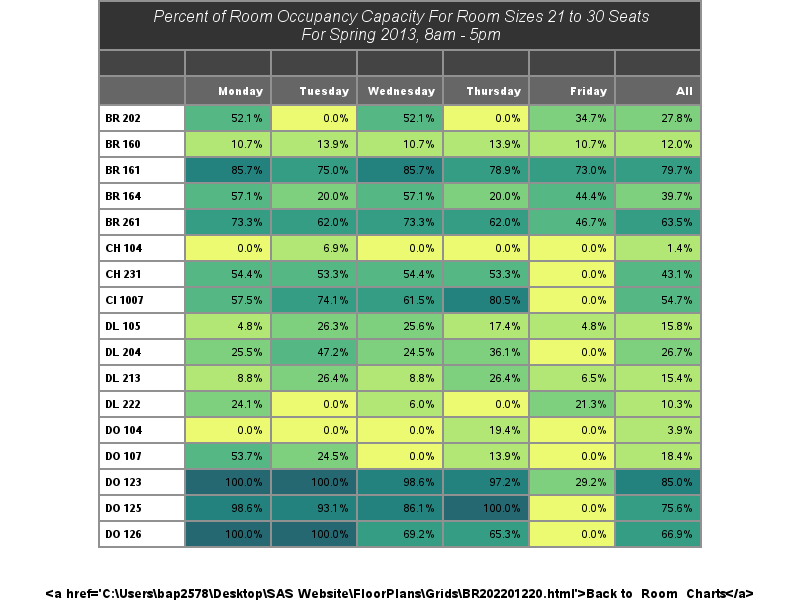 Percent of Room Occupancy Capacity For Room Sizes 21 to 30 Seats
For Spring 2013, 8am - 5pm
Monday Tuesday Wednesday Thursday Friday All
BR 202 52.1% 0.0% 52.1% 0.0% 34.7% 27.8%
BR 160 10.7% 13.9% 10.7% 13.9% 10.7% 12.0%
BR 161 85.7% 75.0% 85.7% 78.9% 73.0% 79.7%
BR 164 57.1% 20.0% 57.1% 20.0% 44.4% 39.7%
BR 261 73.3% 62.0% 73.3% 62.0% 46.7% 63.5%
CH 104 0.0% 6.9% 0.0% 0.0% 0.0% 1.4%
CH 231 54.4% 53.3% 54.4% 53.3% 0.0% 43.1%
CI 1007 57.5% 74.1% 61.5% 80.5% 0.0% 54.7%
DL 105 4.8% 26.3% 25.6% 17.4% 4.8% 15.8%
DL 204 25.5% 47.2% 24.5% 36.1% 0.0% 26.7%
DL 213 8.8% 26.4% 8.8% 26.4% 6.5% 15.4%
DL 222 24.1% 0.0% 6.0% 0.0% 21.3% 10.3%
DO 104 0.0% 0.0% 0.0% 19.4% 0.0% 3.9%
DO 107 53.7% 24.5% 0.0% 13.9% 0.0% 18.4%
DO 123 100.0% 100.0% 98.6% 97.2% 29.2% 85.0%
DO 125 98.6% 93.1% 86.1% 100.0% 0.0% 75.6%
DO 126 100.0% 100.0% 69.2% 65.3% 0.0% 66.9%
<a href='C:\Users\bap2578\Desktop\SAS Website\FloorPlans\Grids\BR202201220.html'>Back to Room Charts</a>